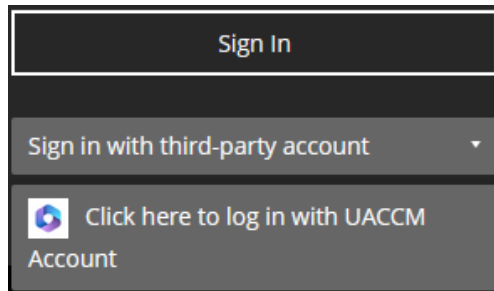 Sign In
Sign in with third-party account
Click here to log in with UACCM
Account